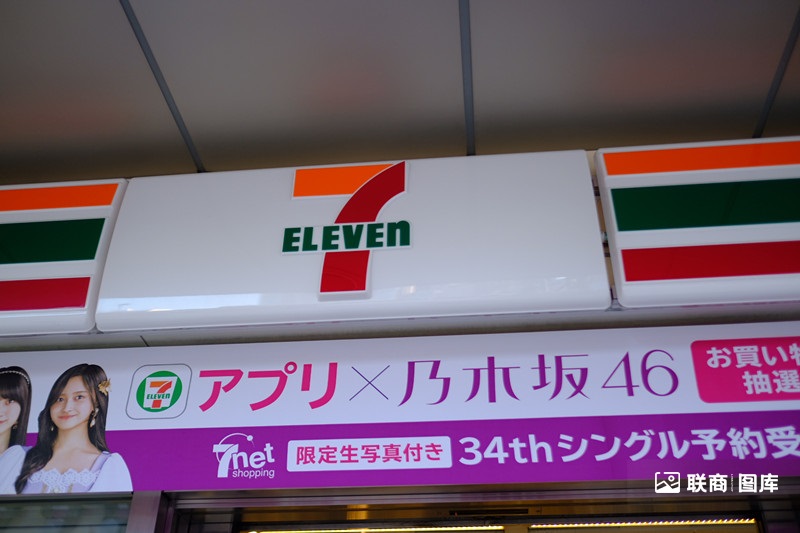 7
ELEVEn
7
ELEVEn
アプリ×乃木坂46
お買い
抽選
7net
shopping
限定生写真付き
34thシングル予約受
联商图库